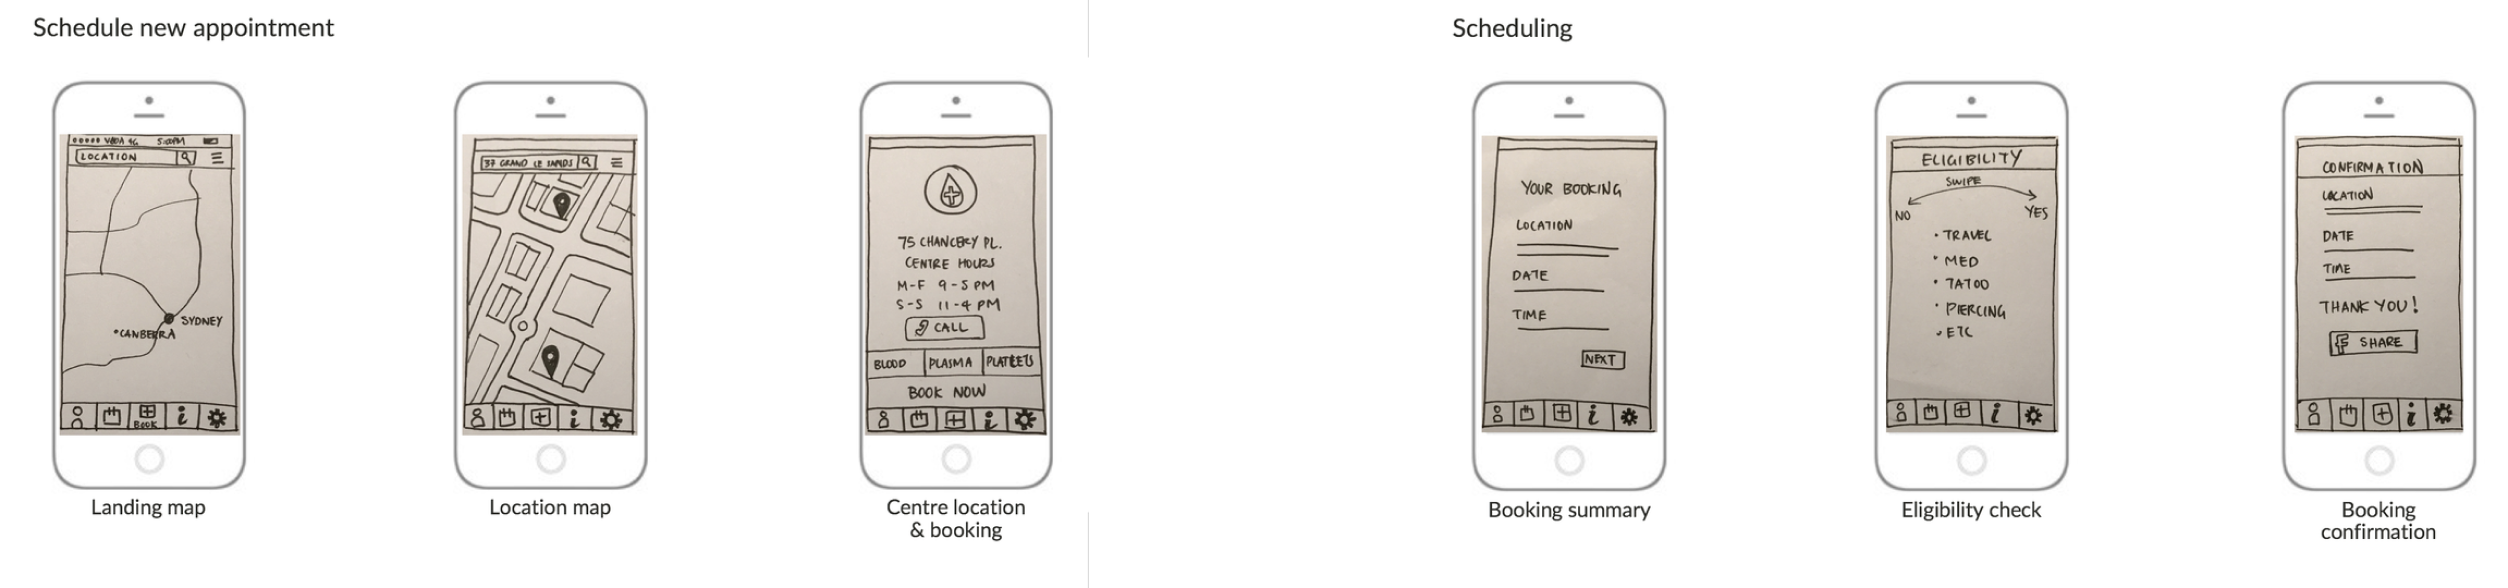 Schedule new appointment
VODA 4G 5:00PM
LOCATION
SYDNEY
CANBERRA
BOOK
Landing map
37 GRAND LE RAPIDS
Location map
75 CHANCERY PL.
CENTRE HOURS
M-F 9-5 PM
S-S 11-4 PM
CALL
BLOOD PLASMA PLATLETS
BOOK NOW
i
Centre location
& booking
Scheduling
YOUR BOOKING
LOCATION
DATE
TIME
NEXT
i
Booking summary
ELIGIBILITY
SWIPE
NO YES
• TRAVEL
• MED
• TATOO
• PIERCING
• ETC
i
Eligibility check
CONFIRMATION
LOCATION
DATE
TIME
THANK YOU!
f SHARE
i
Booking
confirmation